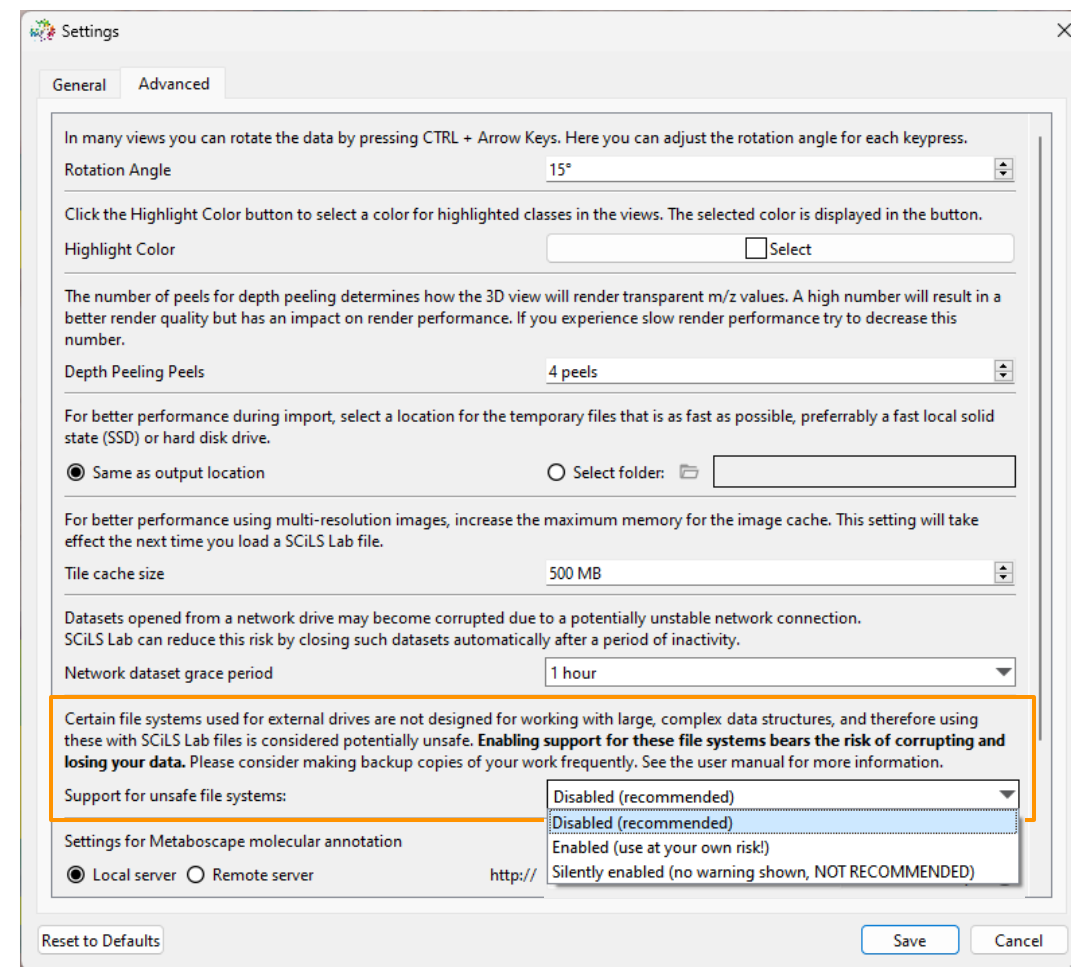 Settings
General Advanced
In many views you can rotate the data by pressing CTRL + Arrow Keys. Here you can adjust the rotation angle for each keypress.
Rotation Angle 15°
Click the Highlight Color button to select a color for highlighted classes in the views. The selected color is displayed in the button.
Highlight Color Select
The number of peels for depth peeling determines how the 3D view will render transparent m/z values. A high number will result in a
better render quality but has an impact on render performance. If you experience slow render performance try to decrease this
number.
Depth Peeling Peels 4 peels
For better performance during import, select a location for the temporary files that is as fast as possible, preferrably a fast local solid
state (SSD) or hard disk drive.
Same as output location Select folder:
For better performance using multi-resolution images, increase the maximum memory for the image cache. This setting will take
effect the next time you load a SCiLS Lab file.
Tile cache size 500 MB
Datasets opened from a network drive may become corrupted due to a potentially unstable network connection.
SCiLS Lab can reduce this risk by closing such datasets automatically after a period of inactivity.
Network dataset grace period 1 hour
Certain file systems used for external drives are not designed for working with large, complex data structures, and therefore using
these with SCiLS Lab files is considered potentially unsafe. Enabling support for these file systems bears the risk of corrupting and
losing your data. Please consider making backup copies of your work frequently. See the user manual for more information.
Support for unsafe file systems: Disabled (recommended)
Disabled (recommended)
Settings for Metaboscape molecular annotation
Enabled (use at your own risk!)
Local server Remote server http:// Silently enabled (no warning shown, NOT RECOMMENDED)
Reset to Defaults Save Cancel